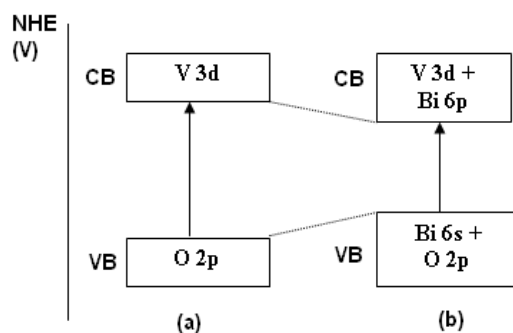 NHE
(V)
CB
V 3d
CB
V 3d +
Bi 6p
VB
O 2p
VB
Bi 6s +
O 2p
(a)
(b)